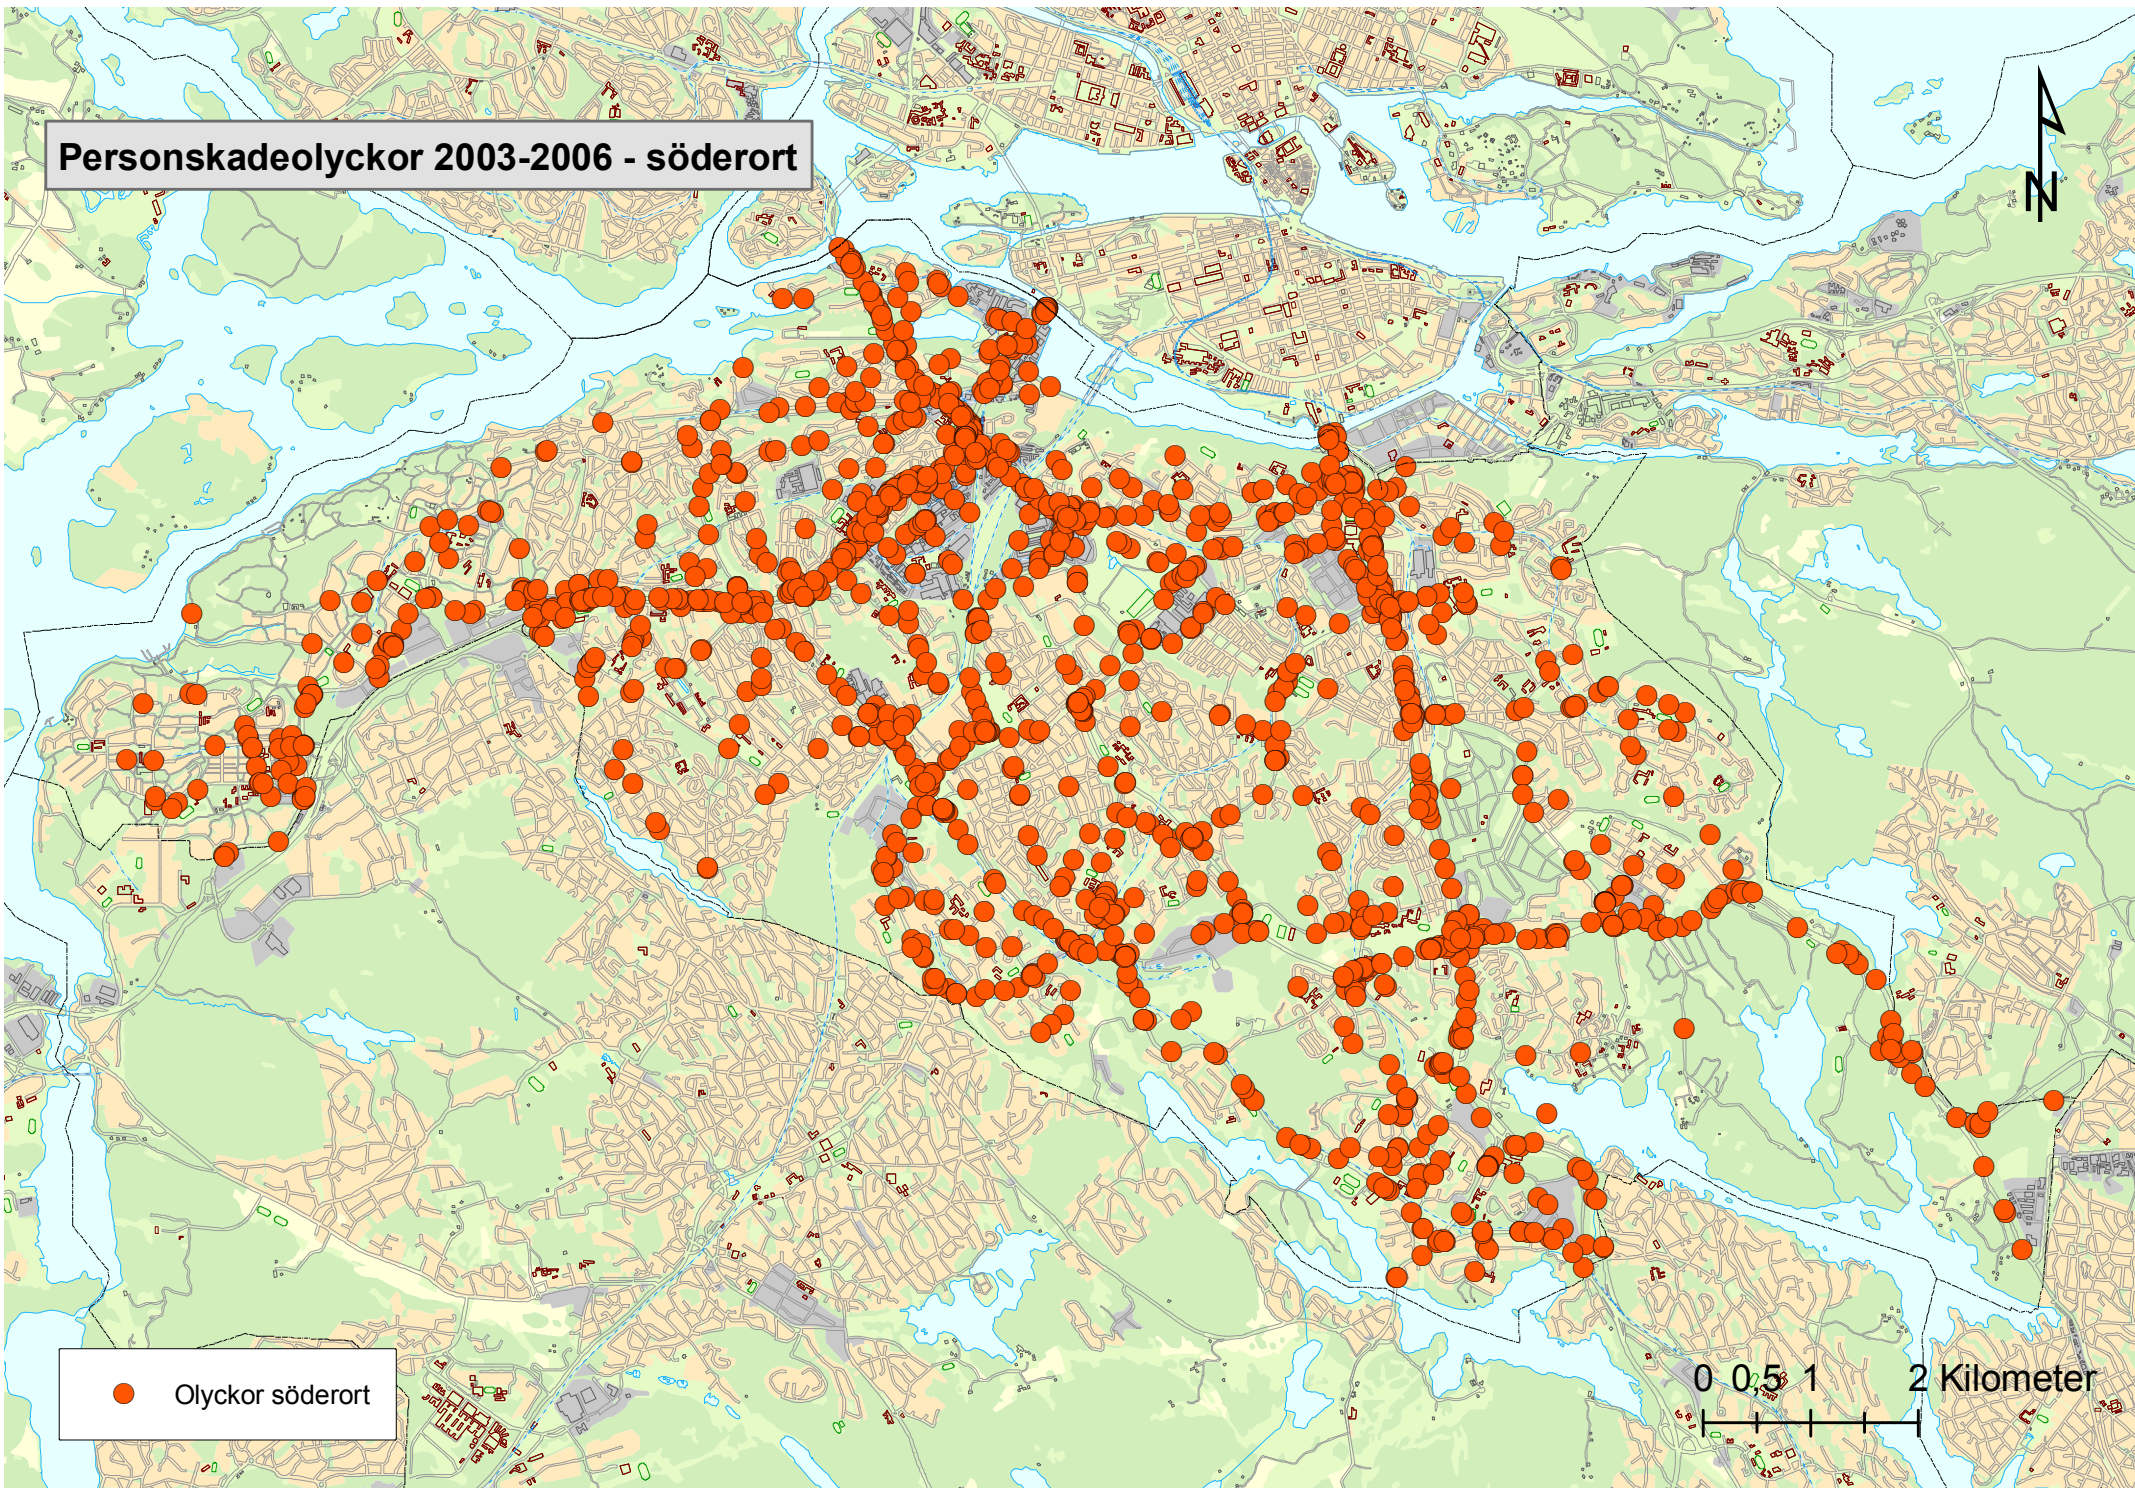 Personskadeolyckor 2003-2006 - söderort
N
Olyckor söderort
0 0,5 1 2 Kilometer